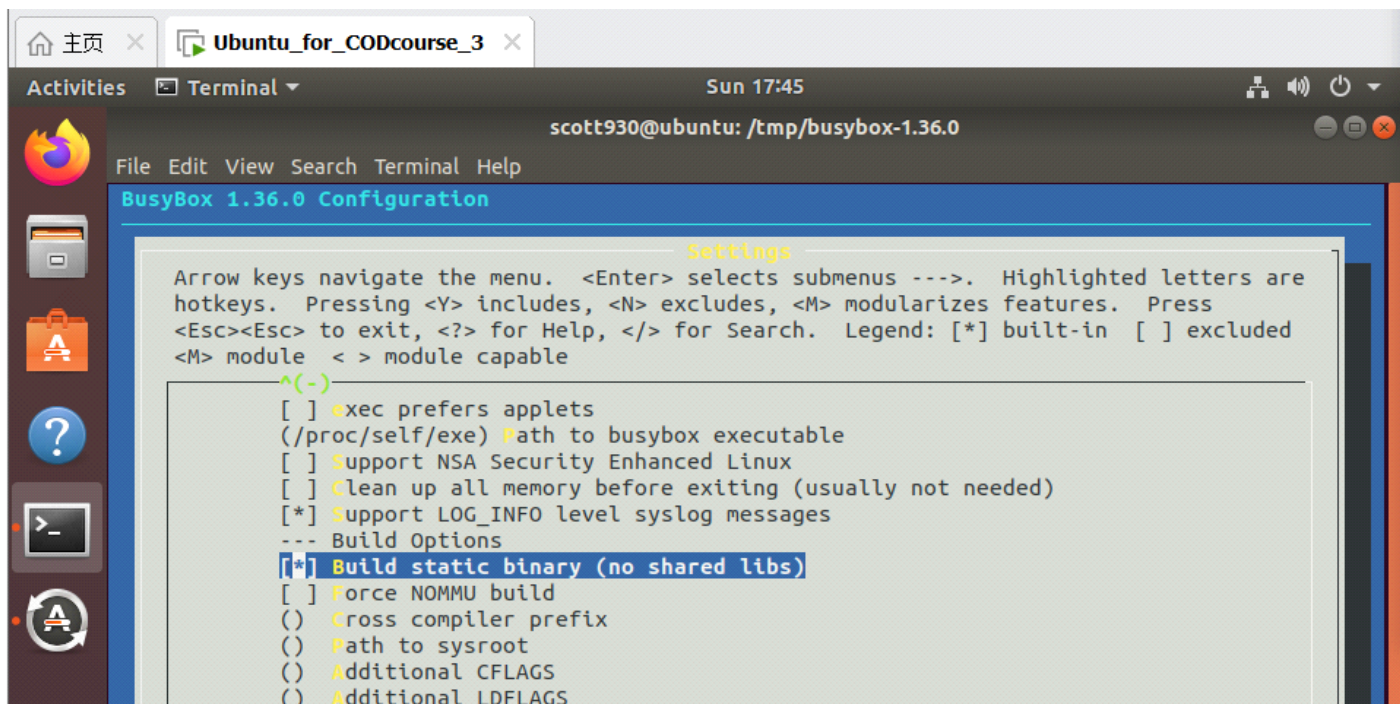 主页 × Ubuntu_for_CODcourse_3 ×
Activities Terminal Sun 17:45
scott930@ubuntu: /tmp/busybox-1.36.0
File Edit View Search Terminal Help
BusyBox 1.36.0 Configuration
Settings
Arrow keys navigate the menu. <Enter> selects submenus --->. Highlighted letters are
hotkeys. Pressing <Y> includes, <N> excludes, <M> modularizes features. Press
<Esc><Esc> to exit, <?> for Help, </> for Search. Legend: [*] built-in [ ] excluded
<M> module < > module capable
^(-)
[ ] exec prefers applets
(/proc/self/exe) Path to busybox executable
[ ] Support NSA Security Enhanced Linux
[ ] Clean up all memory before exiting (usually not needed)
[*] Support LOG_INFO level syslog messages
--- Build Options
[*] Build static binary (no shared libs)
[ ] Force NOMMU build
() Cross compiler prefix
() Path to sysroot
() Additional CFLAGS
() Additional LDFLAGS